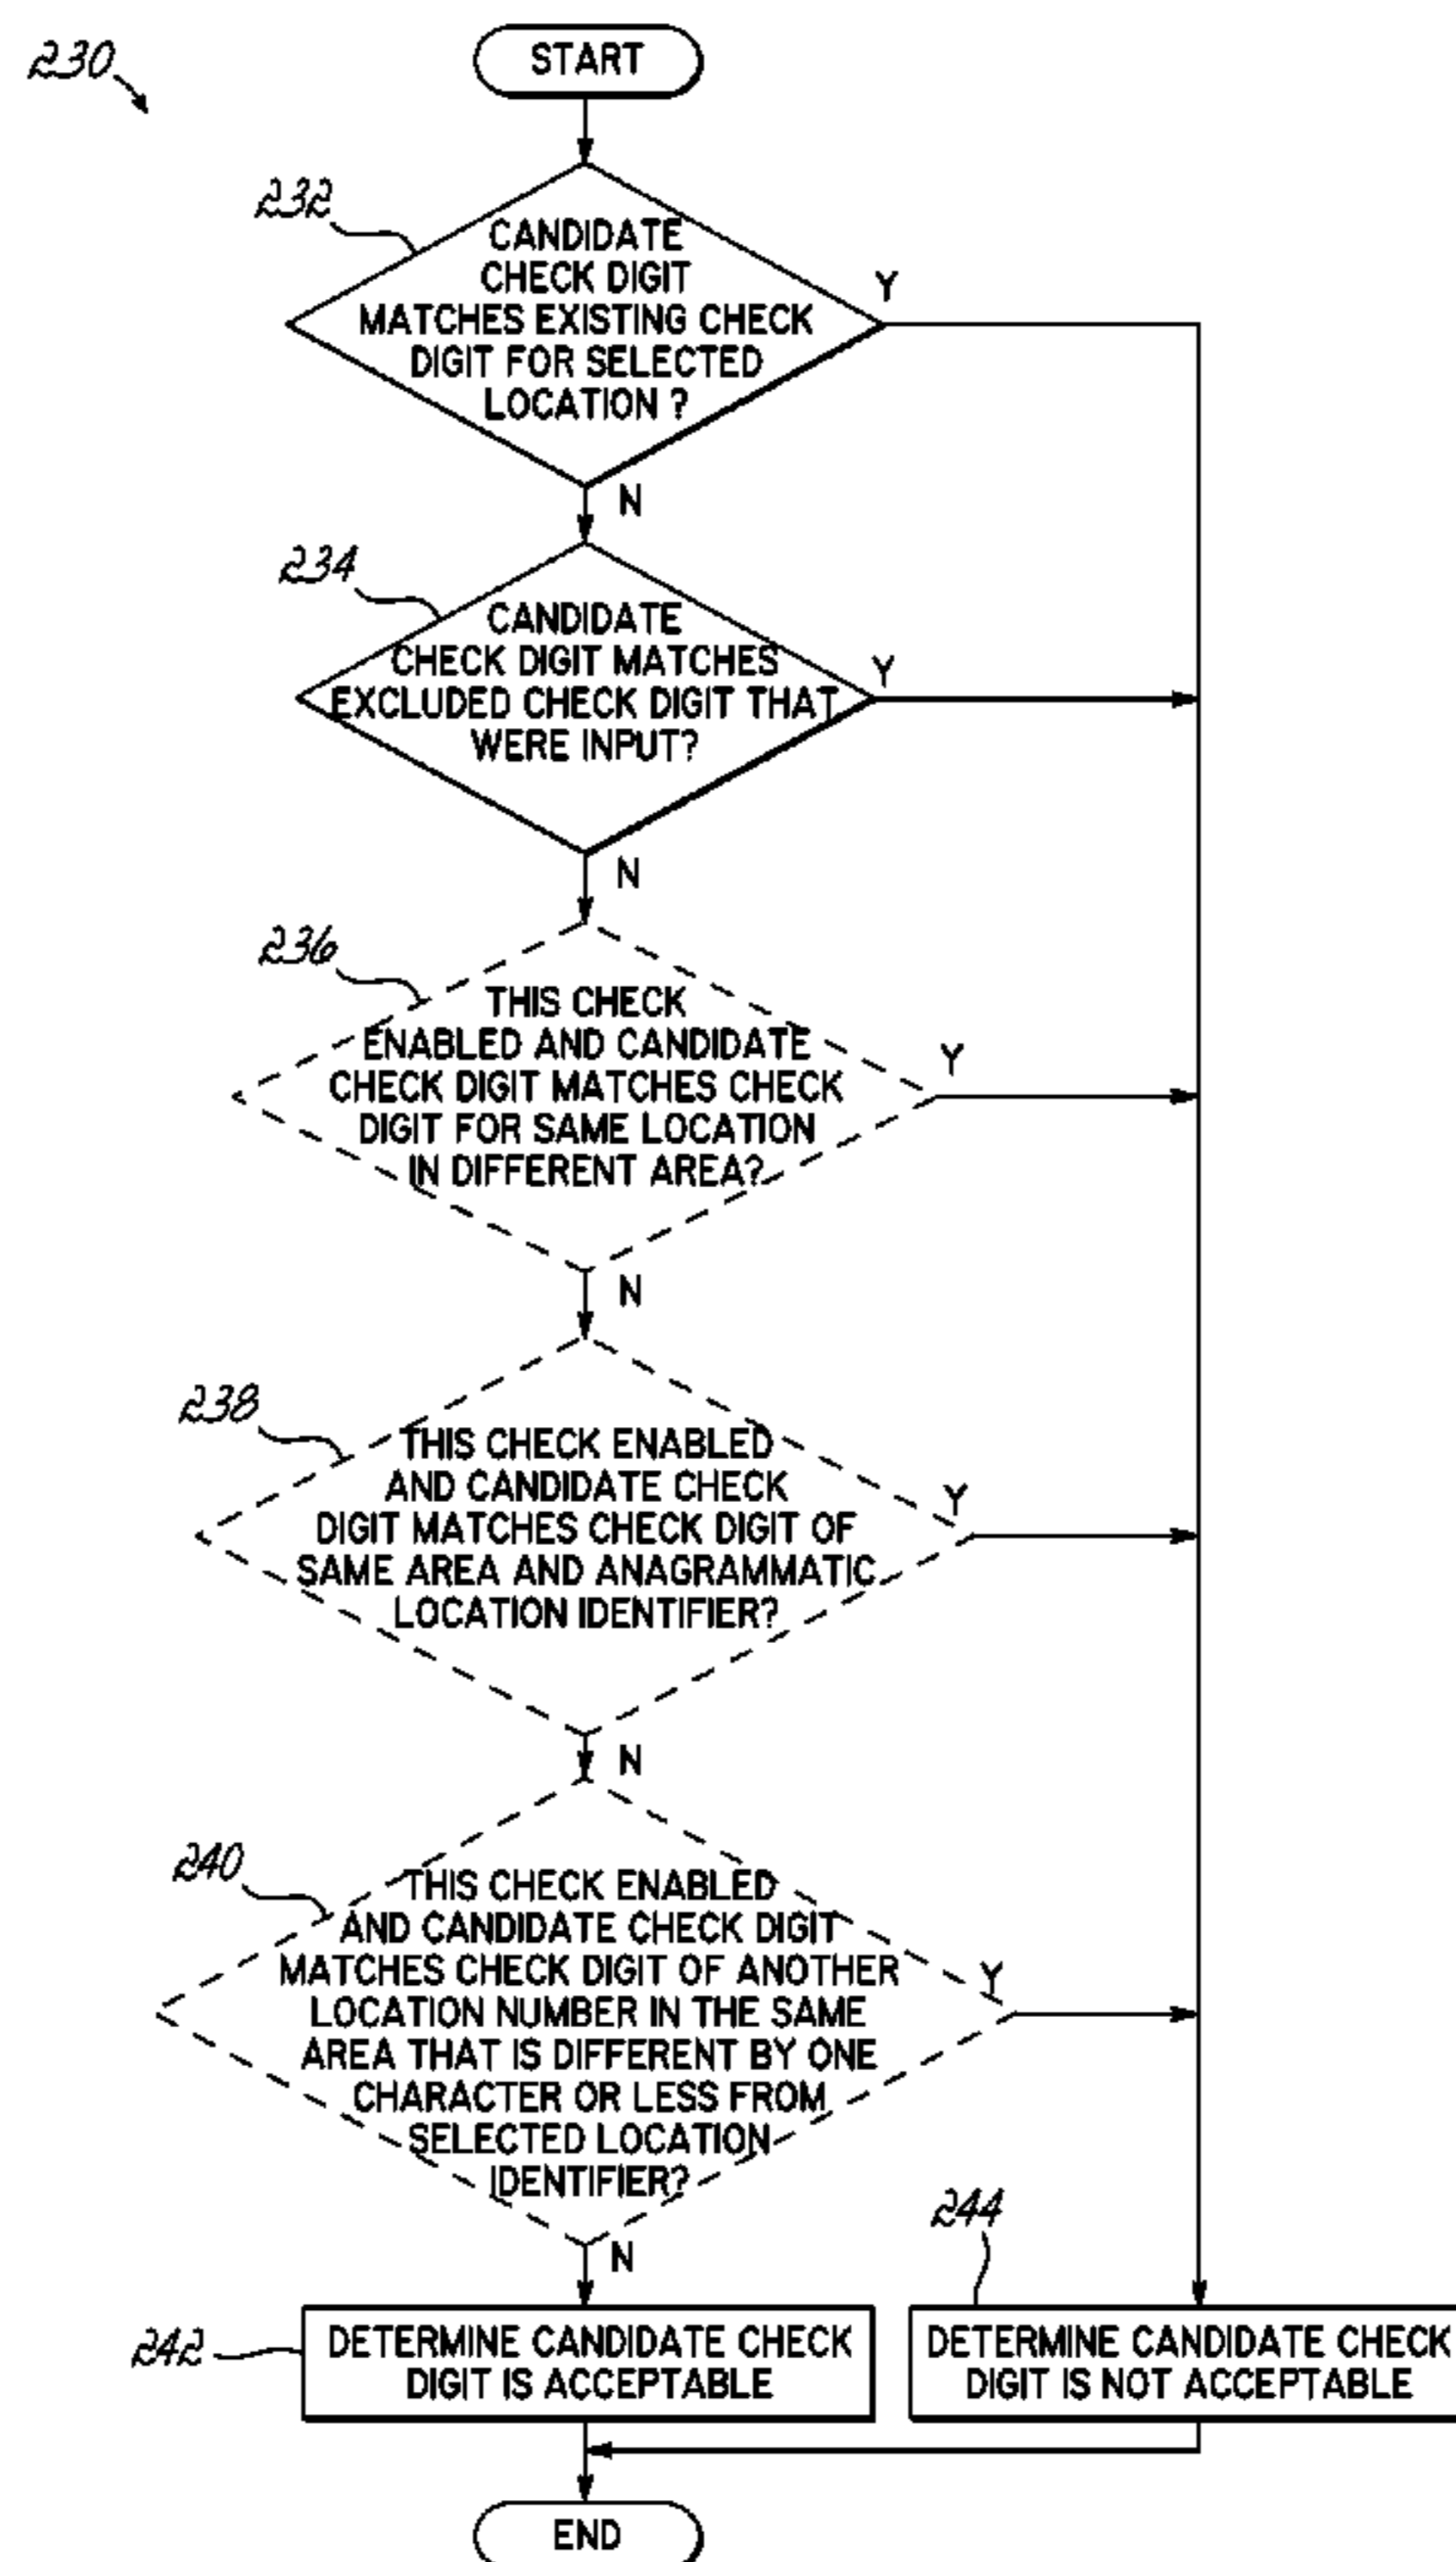 230
START
232
CANDIDATE
CHECK DIGIT
MATCHES EXISTING CHECK
DIGIT FOR SELECTED
LOCATION ?
Y
N
234
CANDIDATE
CHECK DIGIT MATCHES
EXCLUDED CHECK DIGIT THAT
WERE INPUT?
Y
N
236
THIS CHECK
ENABLED AND CANDIDATE
CHECK DIGIT MATCHES CHECK
DIGIT FOR SAME LOCATION
IN DIFFERENT AREA?
Y
N
238
THIS CHECK ENABLED
AND CANDIDATE CHECK
DIGIT MATCHES CHECK DIGIT OF
SAME AREA AND ANAGRAMMATIC
LOCATION IDENTIFIER?
Y
N
240
THIS CHECK ENABLED
AND CANDIDATE CHECK DIGIT
MATCHES CHECK DIGIT OF ANOTHER
LOCATION NUMBER IN THE SAME
AREA THAT IS DIFFERENT BY ONE
CHARACTER OR LESS FROM
SELECTED LOCATION
IDENTIFIER?
Y
N
242
DETERMINE CANDIDATE CHECK
DIGIT IS ACCEPTABLE
244
DETERMINE CANDIDATE CHECK
DIGIT IS NOT ACCEPTABLE
END